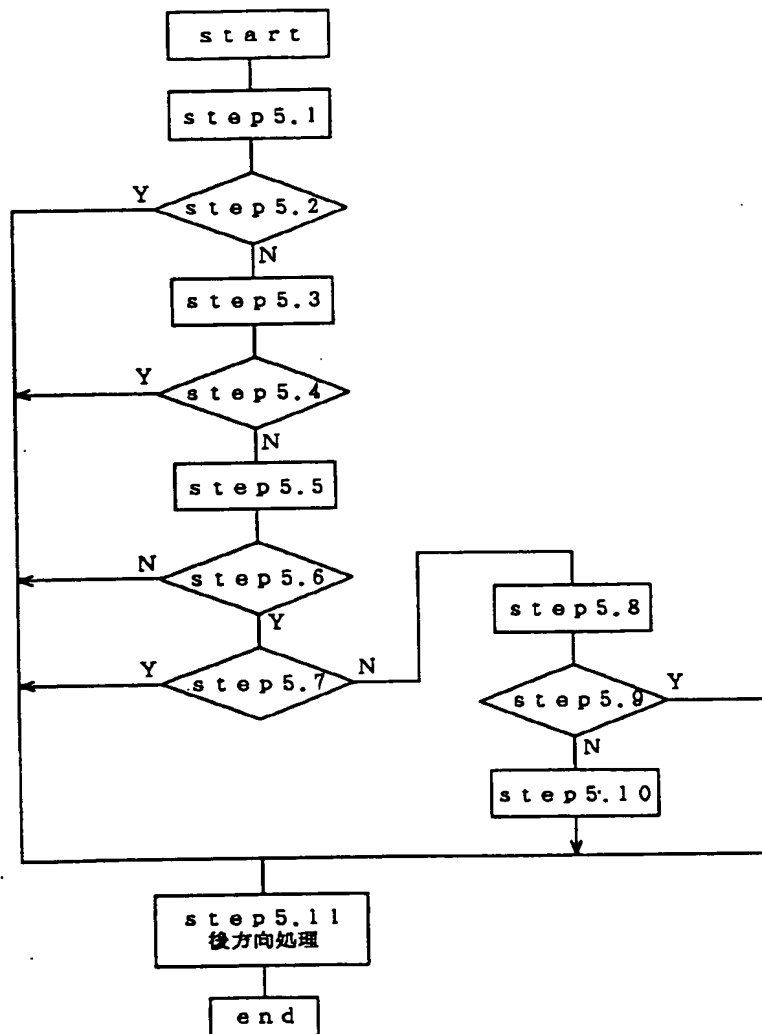 start
step5.1
Y
step5.2
N
step5.3
Y
step5.4
N
step5.5
N
step5.6
Y
Y
step5.7
N
step5.8
step5.9
Y
N
step5.10
step5.11
後方向処理
end